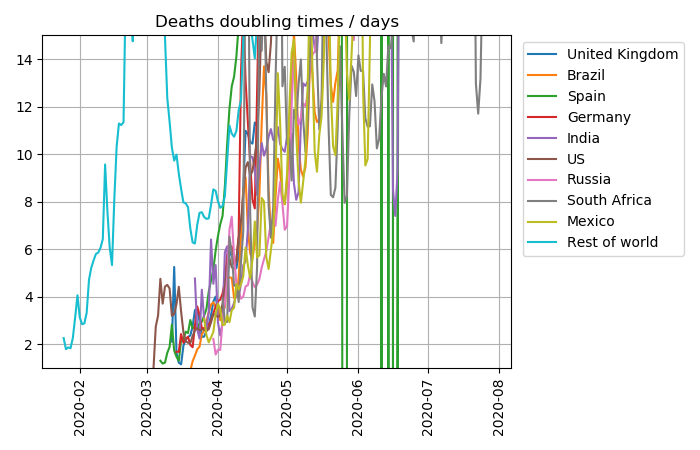 Deaths doubling times / days
14
12
10
8
6
4
2
2020-02
2020-03
2020-04
2020-05
2020-06
2020-07
2020-08
United Kingdom
Brazil
Spain
Germany
India
US
Russia
South Africa
Mexico
Rest of world